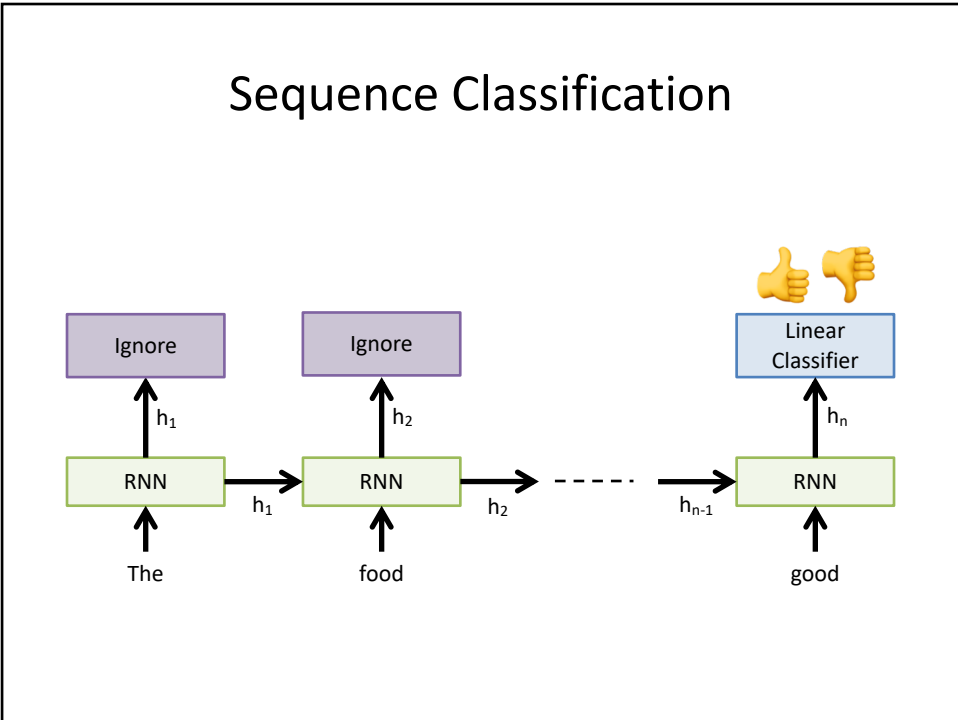 Sequence Classification
Ignore
Ignore
Linear
Classifier
h₁
h₂
hₙ
RNN
RNN
RNN
h₁
h₂
hₙ₋₁
The
food
good